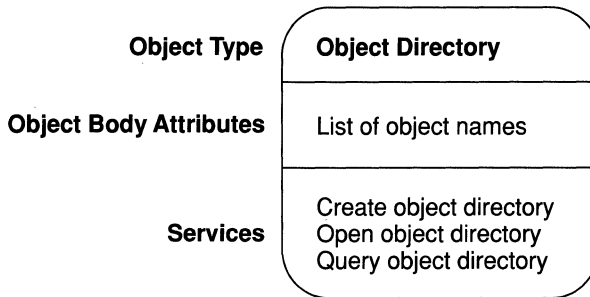 Object Type Object Directory
Object Body Attributes List of object names
Services
Create object directory
Open object directory
Query object directory